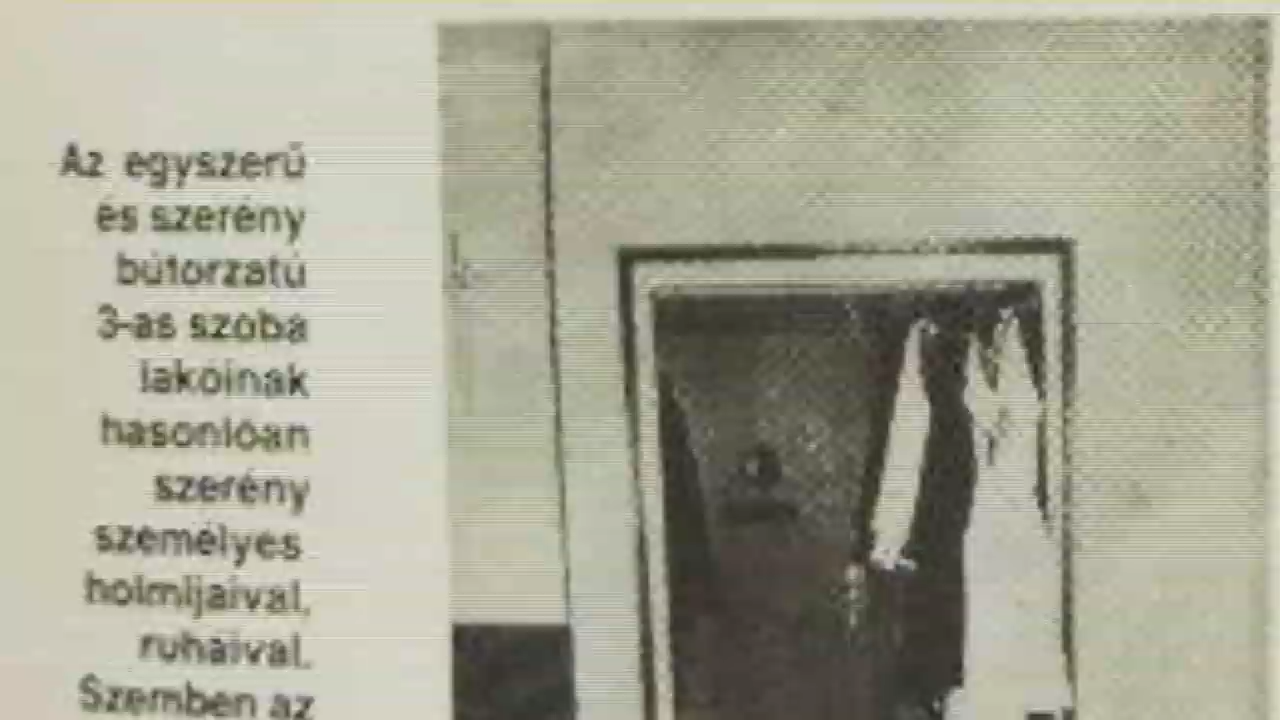 Az egyszerű
és szerény
bútorzatú
3-as szoba
lakóinak
hasonlóan
szerény
személyes
holmijaival,
ruháival.
Szemben az